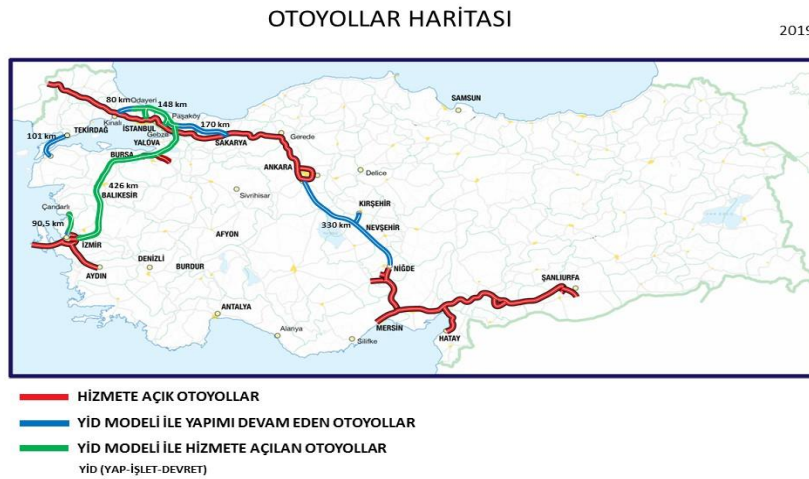 OTOYOLLAR HARİTASI
2019
SAMSUN
80 km
Odayeri
148 km
Kınalı
Paşaköy
170 km
TEKİRDAĞ
İSTANBUL
Gebze
101 km
YALOVA
SAKARYA
Gerede
BURSA
ANKARA
Delice
426 km
Sivrihisar
BALIKESİR
Çandarlı
KIRŞEHİR
90,5 km
330 km
NEVŞEHİR
İZMİR
AFYON
AYDIN
DENİZLİ
BURDUR
NİĞDE
ŞANLIURFA
ANTALYA
MERSİN
Alanya
Silifke
HATAY
HİZMETE AÇIK OTOYOLLAR
YİD MODELİ İLE YAPIMI DEVAM EDEN OTOYOLLAR
YİD MODELİ İLE HİZMETE AÇILAN OTOYOLLAR
YİD (YAP-İŞLET-DEVRET)